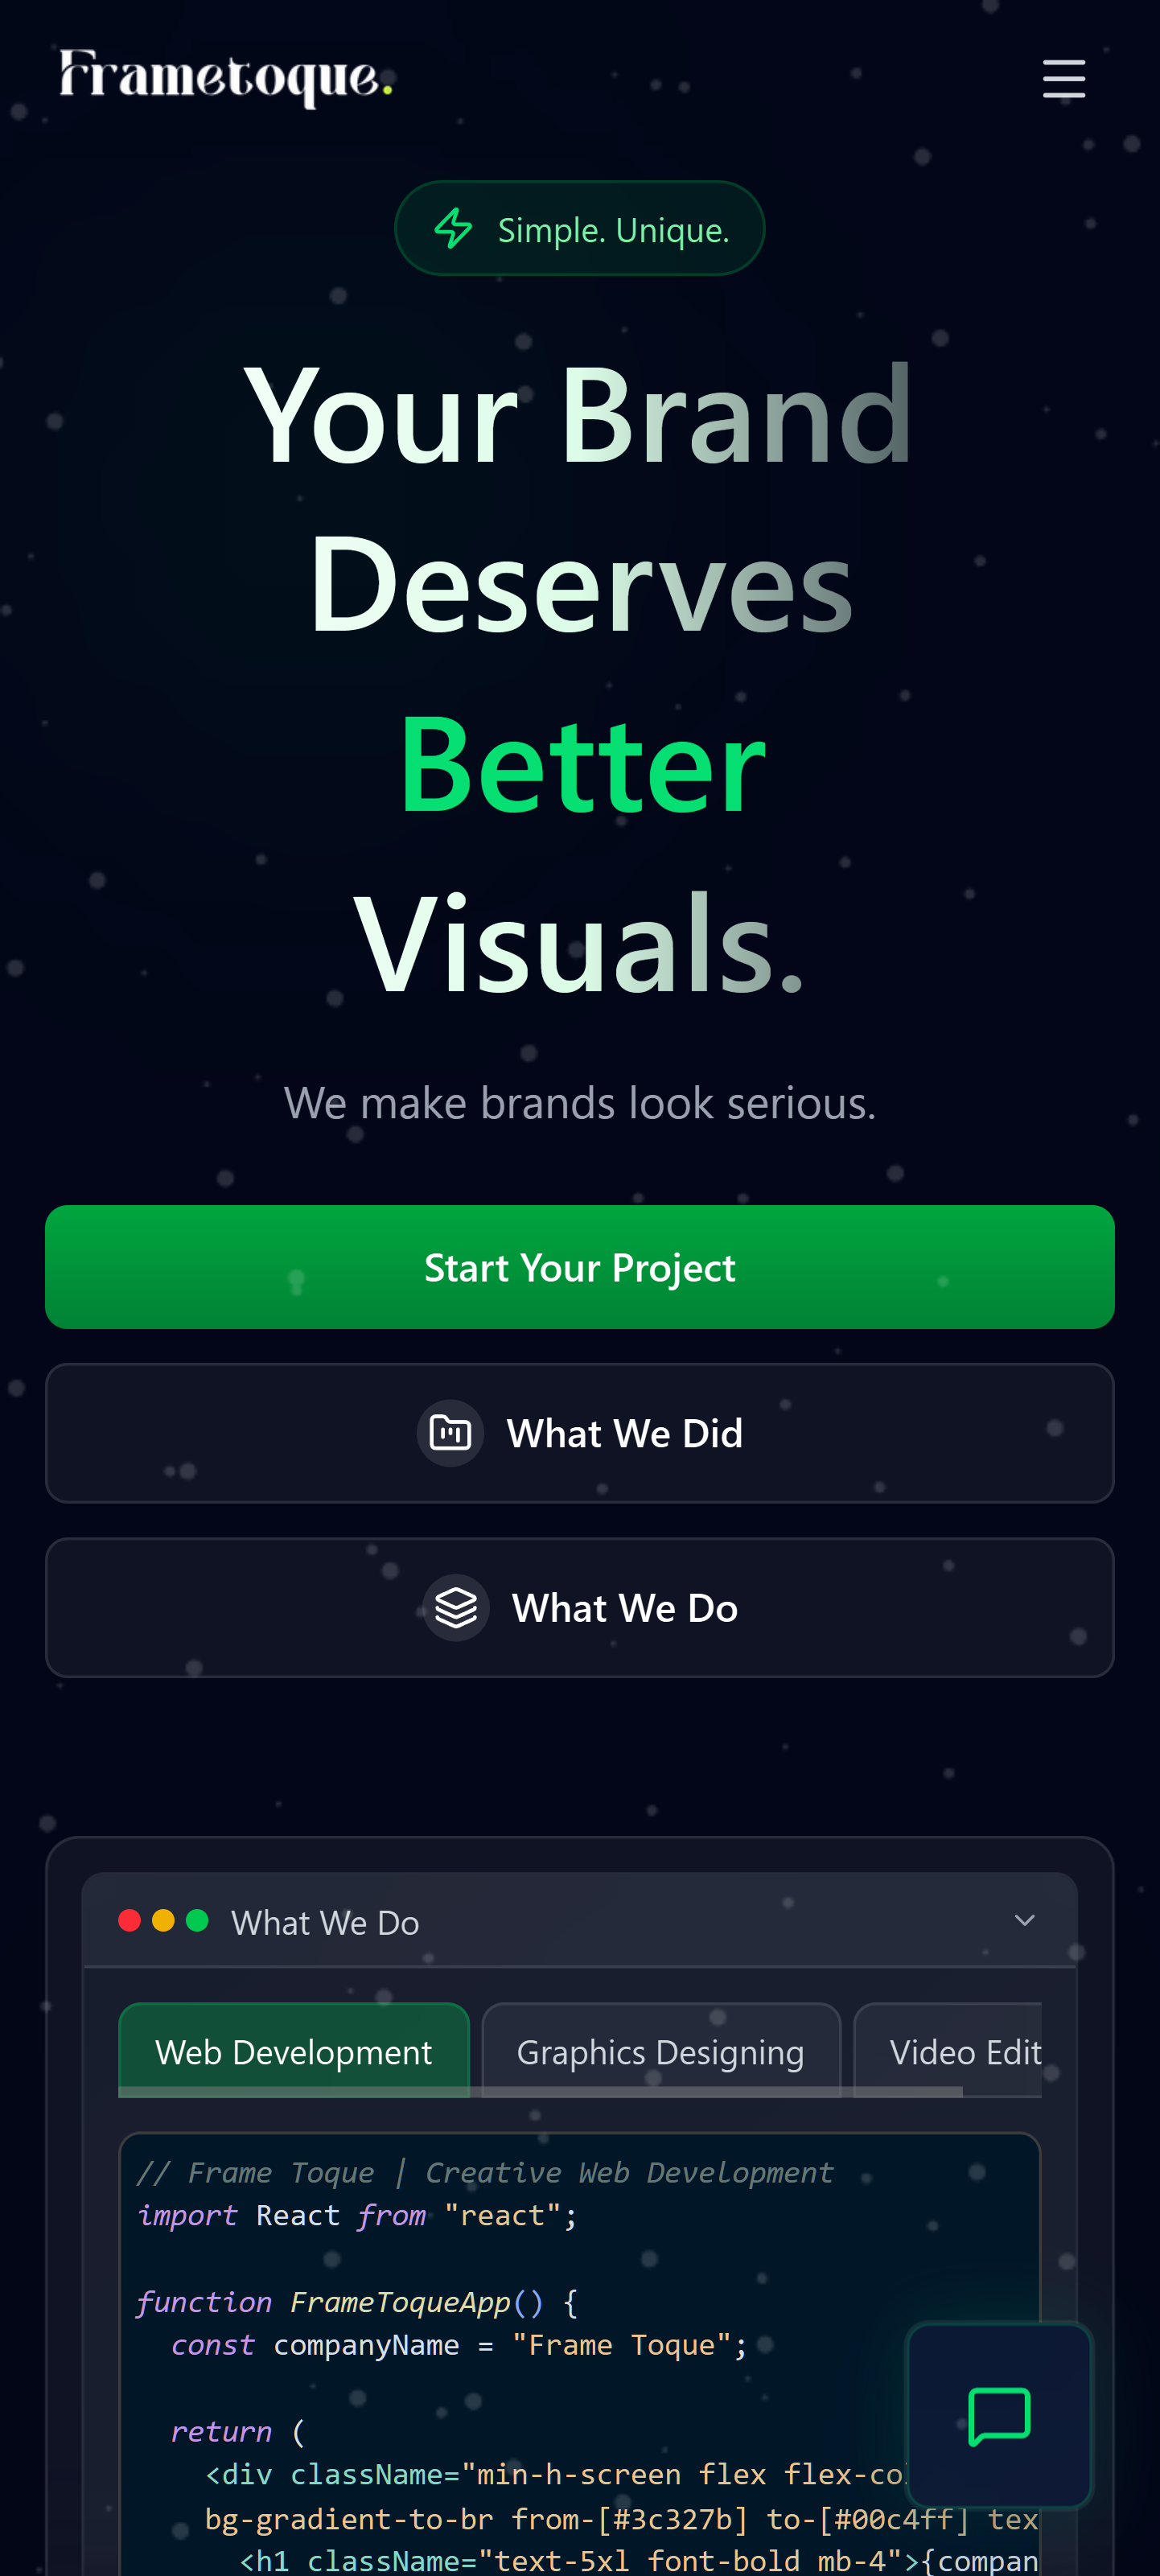 Frametoque.
Simple. Unique.
Your Brand
Deserves
Better
Visuals.
We make brands look serious.
Start Your Project
What We Did
What We Do
What We Do
Web Development
Graphics Designing
Video Edit
// Frame Toque | Creative Web Development
import React from "react";
function FrameToqueApp() {
const companyName = "Frame Toque";
return (
<div className="min-h-screen flex flex-co
bg-gradient-to-br from-[#3c327b] to-[#00c4ff] tex
<h1 className="text-5xl font-bold mb-4">{compan